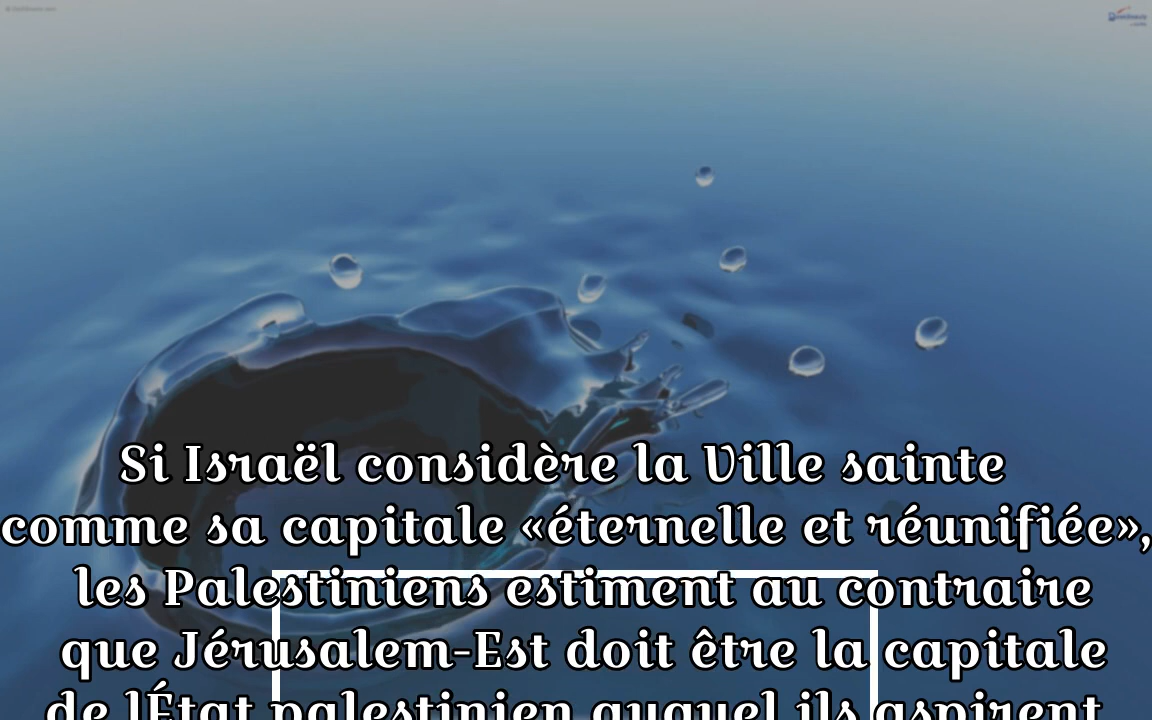 Si Israël considère la Ville sainte
comme sa capitale «éternelle et réunifiée»,
les Palestiniens estiment au contraire
que Jérusalem-Est doit être la capitale
de lÉtat palestinien auquel ils aspirent